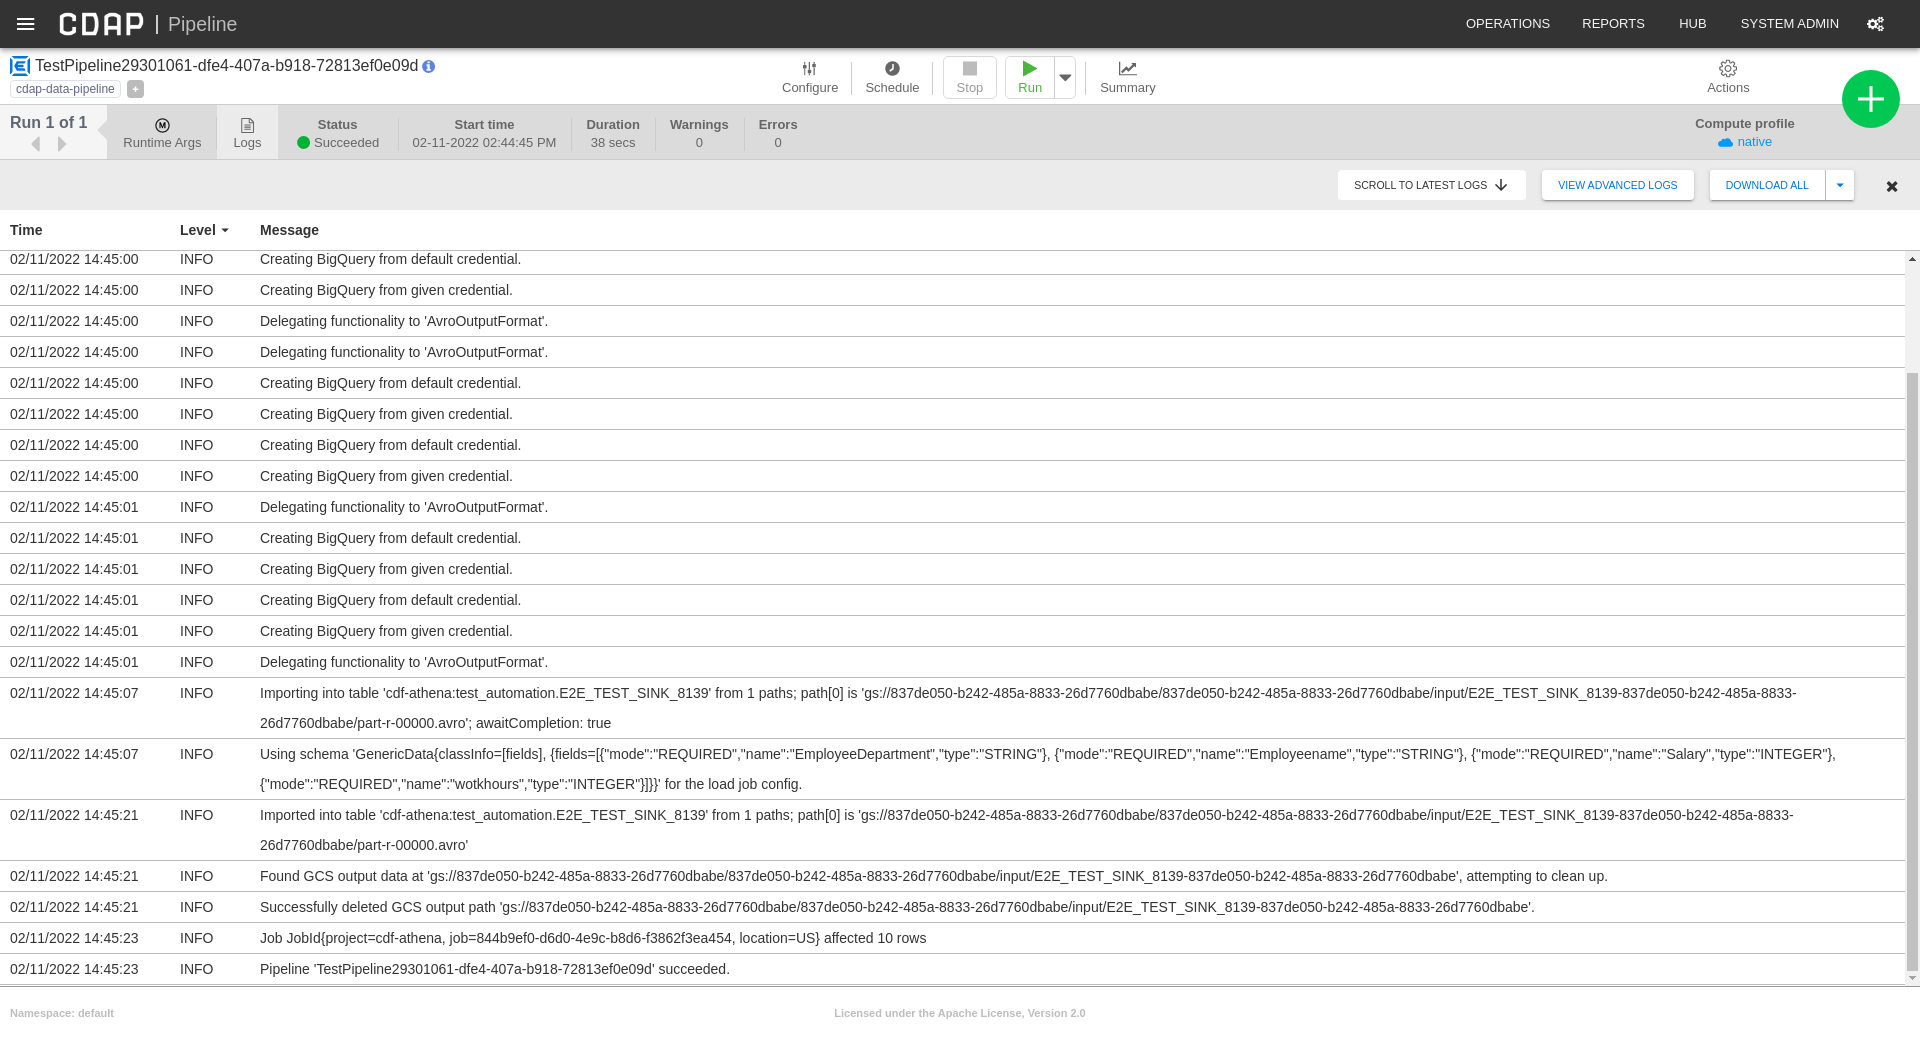 CDAP | Pipeline
OPERATIONS REPORTS HUB SYSTEM ADMIN
TestPipeline29301061-dfe4-407a-b918-72813ef0e09d
cdap-data-pipeline +
Configure Schedule Stop Run Summary Actions
Run 1 of 1
Runtime Args
Logs
Status
Succeeded
Start time
02-11-2022 02:44:45 PM
Duration
38 secs
Warnings
0
Errors
0
Compute profile
native
SCROLL TO LATEST LOGS VIEW ADVANCED LOGS DOWNLOAD ALL
Time Level Message
02/11/2022 14:45:00 INFO Creating BigQuery from default credential.
02/11/2022 14:45:00 INFO Creating BigQuery from given credential.
02/11/2022 14:45:00 INFO Delegating functionality to 'AvroOutputFormat'.
02/11/2022 14:45:00 INFO Delegating functionality to 'AvroOutputFormat'.
02/11/2022 14:45:00 INFO Creating BigQuery from default credential.
02/11/2022 14:45:00 INFO Creating BigQuery from given credential.
02/11/2022 14:45:00 INFO Creating BigQuery from default credential.
02/11/2022 14:45:00 INFO Creating BigQuery from given credential.
02/11/2022 14:45:01 INFO Delegating functionality to 'AvroOutputFormat'.
02/11/2022 14:45:01 INFO Creating BigQuery from default credential.
02/11/2022 14:45:01 INFO Creating BigQuery from given credential.
02/11/2022 14:45:01 INFO Creating BigQuery from default credential.
02/11/2022 14:45:01 INFO Creating BigQuery from given credential.
02/11/2022 14:45:01 INFO Delegating functionality to 'AvroOutputFormat'.
02/11/2022 14:45:07 INFO Importing into table 'cdf-athena:test_automation.E2E_TEST_SINK_8139' from 1 paths; path[0] is 'gs://837de050-b242-485a-8833-26d7760dbabe/837de050-b242-485a-8833-26d7760dbabe/input/E2E_TEST_SINK_8139-837de050-b242-485a-8833-
26d7760dbabe/part-r-00000.avro'; awaitCompletion: true
02/11/2022 14:45:07 INFO Using schema 'GenericData{classInfo=[fields], {fields=[{"mode":"REQUIRED","name":"EmployeeDepartment","type":"STRING"}, {"mode":"REQUIRED","name":"Employeename","type":"STRING"}, {"mode":"REQUIRED","name":"Salary","type":"INTEGER"},
{"mode":"REQUIRED","name":"wotkhours","type":"INTEGER"}]}}' for the load job config.
02/11/2022 14:45:21 INFO Imported into table 'cdf-athena:test_automation.E2E_TEST_SINK_8139' from 1 paths; path[0] is 'gs://837de050-b242-485a-8833-26d7760dbabe/837de050-b242-485a-8833-26d7760dbabe/input/E2E_TEST_SINK_8139-837de050-b242-485a-8833-
26d7760dbabe/part-r-00000.avro'
02/11/2022 14:45:21 INFO Found GCS output data at 'gs://837de050-b242-485a-8833-26d7760dbabe/837de050-b242-485a-8833-26d7760dbabe/input/E2E_TEST_SINK_8139-837de050-b242-485a-8833-26d7760dbabe', attempting to clean up.
02/11/2022 14:45:21 INFO Successfully deleted GCS output path 'gs://837de050-b242-485a-8833-26d7760dbabe/837de050-b242-485a-8833-26d7760dbabe/input/E2E_TEST_SINK_8139-837de050-b242-485a-8833-26d7760dbabe'.
02/11/2022 14:45:23 INFO Job JobId{project=cdf-athena, job=844b9ef0-d6d0-4e9c-b8d6-f3862f3ea454, location=US} affected 10 rows
02/11/2022 14:45:23 INFO Pipeline 'TestPipeline29301061-dfe4-407a-b918-72813ef0e09d' succeeded.
Namespace: default Licensed under the Apache License, Version 2.0